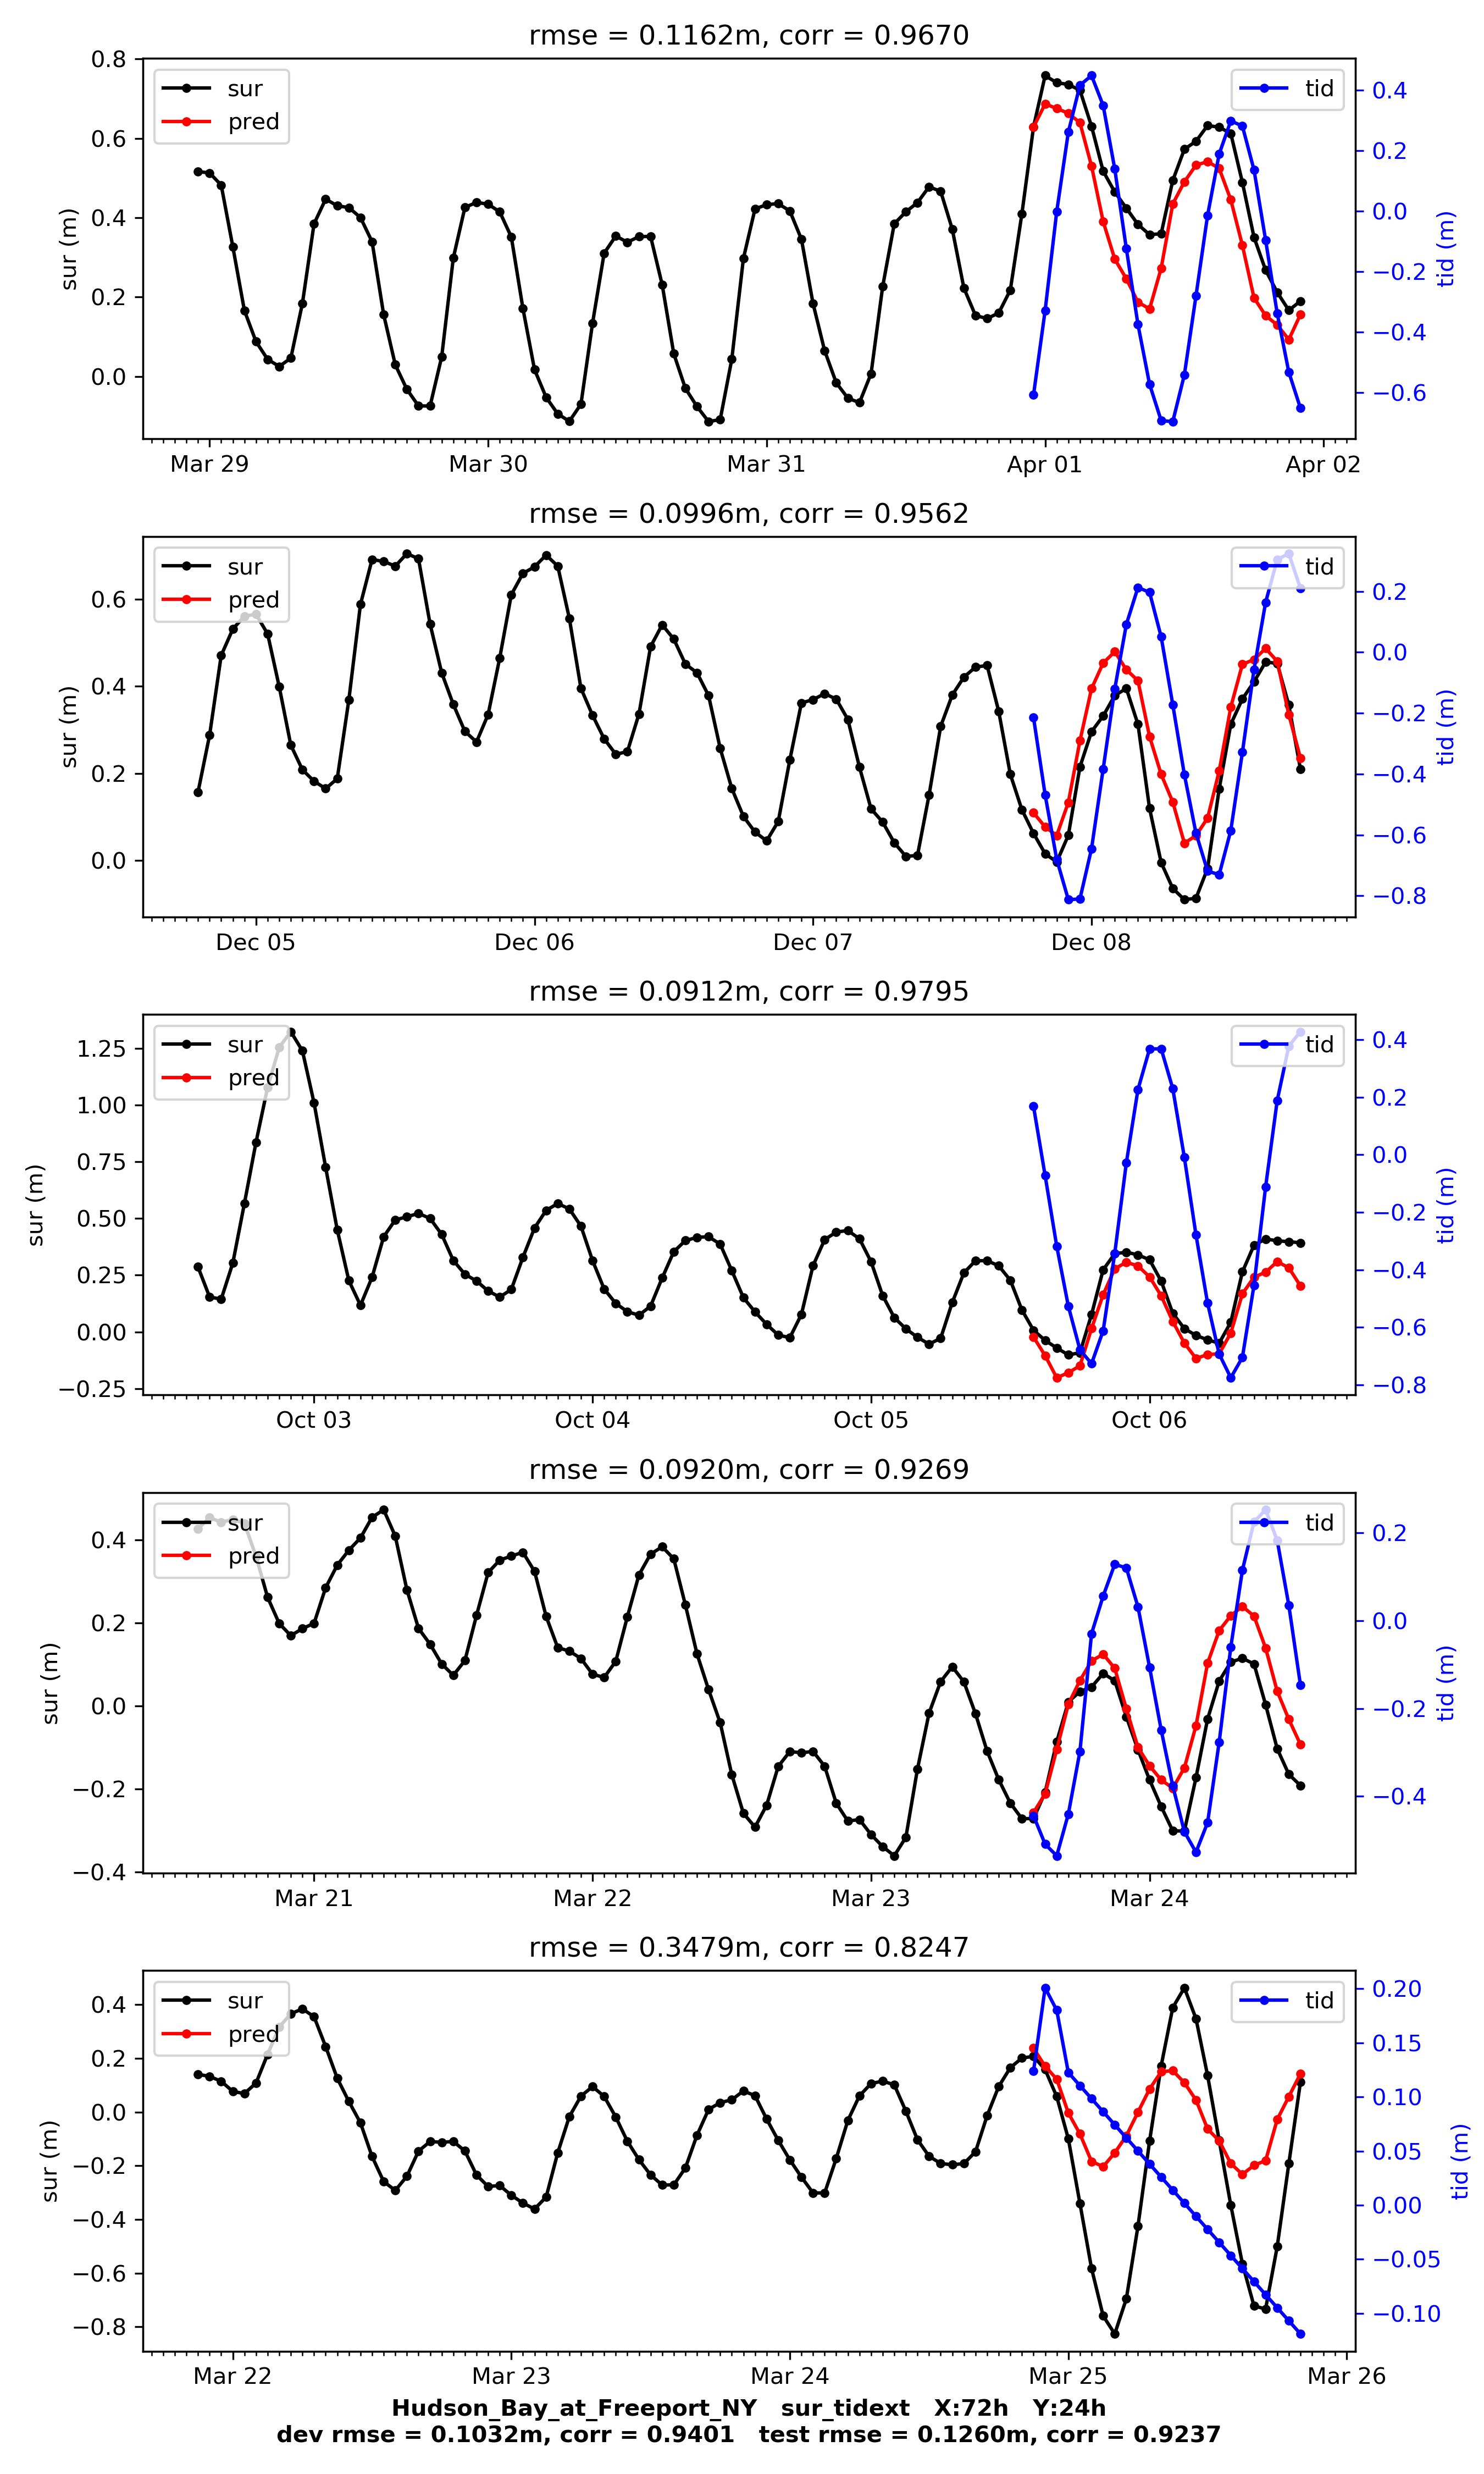 rmse = 0.1162m, corr = 0.9670
sur
pred
tid
0.8
0.6
0.4
0.2
0.0
sur (m)
0.4
0.2
0.0
−0.2
−0.4
−0.6
tid (m)
Mar 29 Mar 30 Mar 31 Apr 01 Apr 02
rmse = 0.0996m, corr = 0.9562
sur
pred
tid
0.6
0.4
0.2
0.0
sur (m)
0.2
0.0
−0.2
−0.4
−0.6
−0.8
tid (m)
Dec 05 Dec 06 Dec 07 Dec 08
rmse = 0.0912m, corr = 0.9795
sur
pred
tid
1.25
1.00
0.75
0.50
0.25
0.00
−0.25
sur (m)
0.4
0.2
0.0
−0.2
−0.4
−0.6
−0.8
tid (m)
Oct 03 Oct 04 Oct 05 Oct 06
rmse = 0.0920m, corr = 0.9269
sur
pred
tid
0.4
0.2
0.0
−0.2
−0.4
sur (m)
0.2
0.0
−0.2
−0.4
tid (m)
Mar 21 Mar 22 Mar 23 Mar 24
rmse = 0.3479m, corr = 0.8247
sur
pred
tid
0.4
0.2
0.0
−0.2
−0.4
−0.6
−0.8
sur (m)
0.20
0.15
0.10
0.05
0.00
−0.05
−0.10
tid (m)
Mar 22 Mar 23 Mar 24 Mar 25 Mar 26
Hudson_Bay_at_Freeport_NY sur_tidext X:72h Y:24h
dev rmse = 0.1032m, corr = 0.9401 test rmse = 0.1260m, corr = 0.9237